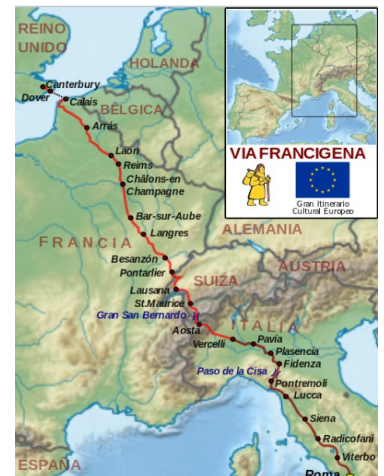 REINO
UNIDO
HOLANDA
Canterbury
Dover
Calais
BÉLGICA
Arrás
Laon
Reims
Châlons-en
Champagne
Bar-sur-Aube
Langres
FRANCIA
ALEMANIA
Besanzón
Pontarlier
AUSTRIA
SUIZA
Lausana
St.Maurice
Gran San Bernardo
Aosta
ITALIA
Vercelli
Pavía
Plasencia
Fidenza
Paso de la Cisa
Pontremoli
Lucca
Siena
Radicofani
Viterbo
ESPAÑA
Roma
VIA FRANCIGENA
Gran Itinerario
Cultural Europeo